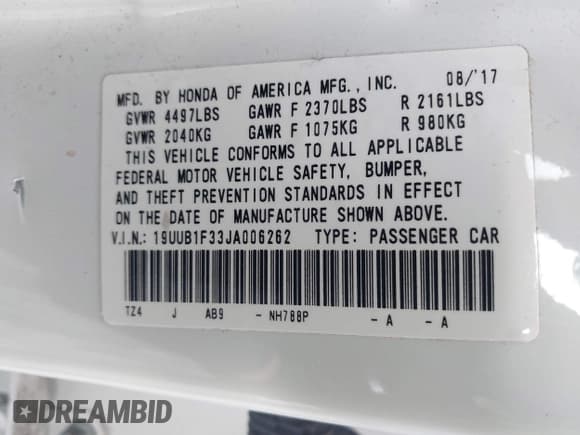 MFD. BY HONDA OF AMERICA MFG., INC. 08/'17
GVWR 4497LBS GAWR F 2370LBS R 2161LBS
GVWR 2040KG GAWR F 1075KG R 980KG
THIS VEHICLE CONFORMS TO ALL APPLICABLE
FEDERAL MOTOR VEHICLE SAFETY, BUMPER,
AND THEFT PREVENTION STANDARDS IN EFFECT
ON THE DATE OF MANUFACTURE SHOWN ABOVE.
V.I.N.: 19UUB1F33JA006262 TYPE: PASSENGER CAR
TZ4 J AB9 - NH788P - A - A
DREAMBID